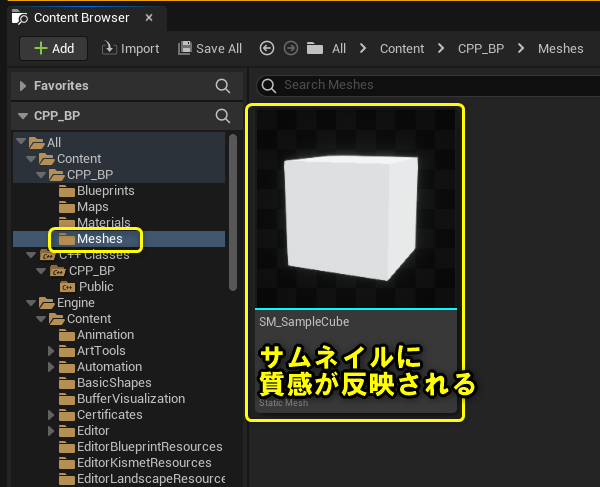 Content Browser
Add
Import
Save All
All
Content
CPP_BP
Meshes
Favorites
Search Meshes
CPP_BP
All
Content
CPP_BP
Blueprints
Maps
Materials
Meshes
C++ Classes
CPP_BP
Public
Engine
Content
Animation
ArtTools
Automation
BasicShapes
BufferVisualization
Certificates
Editor
EditorBlueprintResources
EditorKismetResources
EditorLandscapeResource
SM_SampleCube
サムネイルに
質感が反映される
Static Mesh